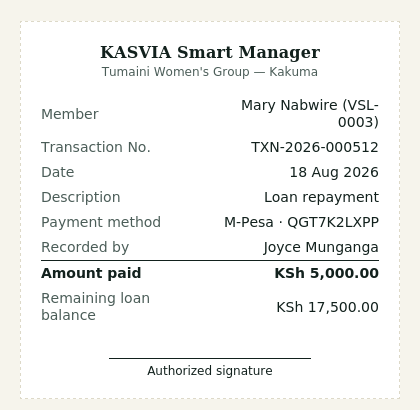 KASVIA Smart Manager
Tumaini Women's Group — Kakuma
Member Mary Nabwire (VSL-
0003)
Transaction No. TXN-2026-000512
Date 18 Aug 2026
Description Loan repayment
Payment method M-Pesa · QGT7K2LXPP
Recorded by Joyce Munganga
Amount paid KSh 5,000.00
Remaining loan
balance KSh 17,500.00
Authorized signature